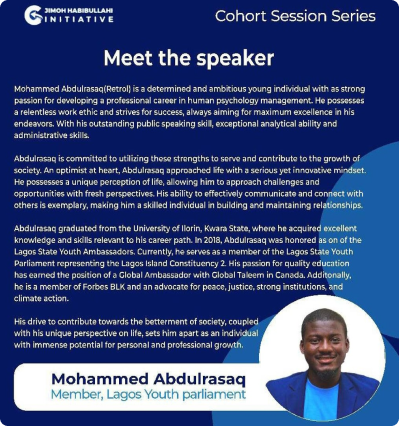 JIMOH HABIBULLAHI
INITIATIVE
Cohort Session Series
Meet the speaker
Mohammed Abdulrasaq(Retrol) is a determined and ambitious young individual with as strong
passion for developing a professional career in human psychology management. He possesses
a relentless work ethic and strives for success, always aiming for maximum excellence in his
endeavors. With his outstanding public speaking skill, exceptional analytical ability and
administrative skills.
Abdulrasaq is committed to utilizing these strengths to serve and contribute to the growth of
society. An optimist at heart, Abdulrasaq approached life with a serious yet innovative mindset.
He possesses a unique perception of life, allowing him to approach challenges and
opportunities with fresh perspectives. His ability to effectively communicate and connect with
others is exemplary, making him a skilled individual in building and maintaining relationships.
Abdulrasaq graduated from the University of Ilorin, Kwara State, where he acquired excellent
knowledge and skills relevant to his career path. In 2018, Abdulrasaq was honored as on of the
Lagos State Youth Ambassadors. Currently, he serves as a member of the Lagos State Youth
Parliament representing the Lagos Island Constituency 2. His passion for quality education
has earned the position of a Global Ambassador with Global Taleem in Canada. Additonally,
he is a member of Forbes BLK and an advocate for peace, justice, strong institutions, and
climate action.
His drive to contribute towards the betterment of society, coupled
with his unique perspective on life, sets him apart as an individual
with immense potential for personal and professional growth.
Mohammed Abdulrasaq
Member, Lagos Youth parliament